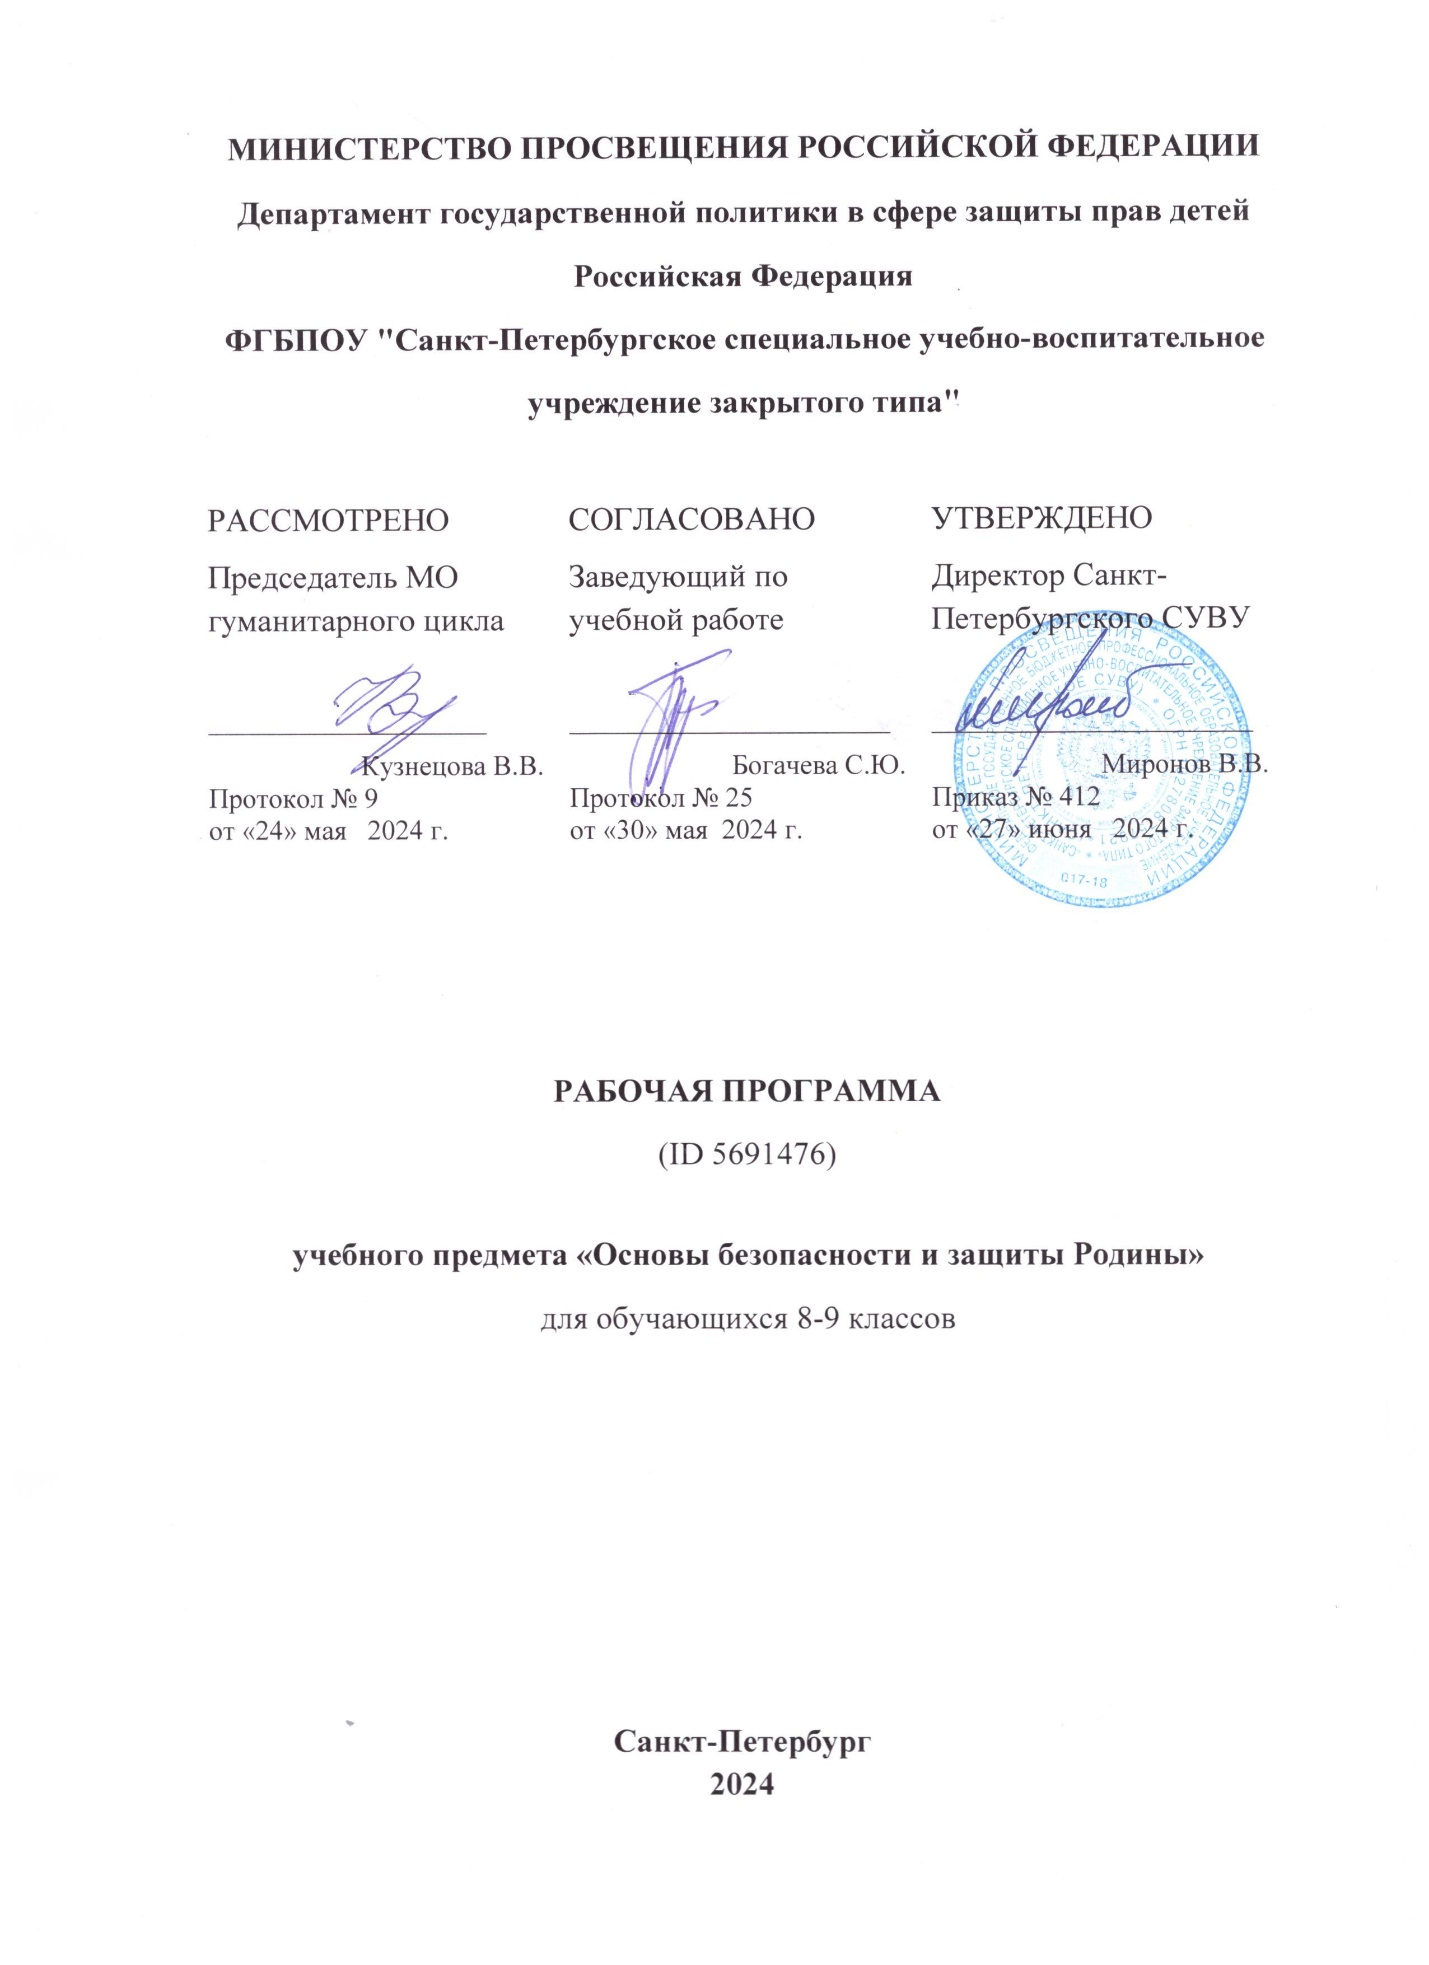 МИНИСТЕРСТВО ПРОСВЕЩЕНИЯ РОССИЙСКОЙ ФЕДЕРАЦИИ
Департамент государственной политики в сфере защиты прав детей
Российская Федерация
ФГБПОУ "Санкт-Петербургское специальное учебно-воспитательное
учреждение закрытого типа"
РАССМОТРЕНО
Председатель МО
гуманитарного цикла
Кузнецова В.В.
Протокол № 9
от «24» мая 2024 г.
СОГЛАСОВАНО
Заведующий по
учебной работе
Богачева С.Ю.
Протокол № 25
от «30» мая 2024 г.
УТВЕРЖДЕНО
Директор Санкт-
Петербургского СУВУ
Миронов В.В.
Приказ № 412
от «27» июня 2024 г.
017-18
РАБОЧАЯ ПРОГРАММА
(ID 5691476)
учебного предмета «Основы безопасности и защиты Родины»
для обучающихся 8-9 классов
Санкт-Петербург
2024